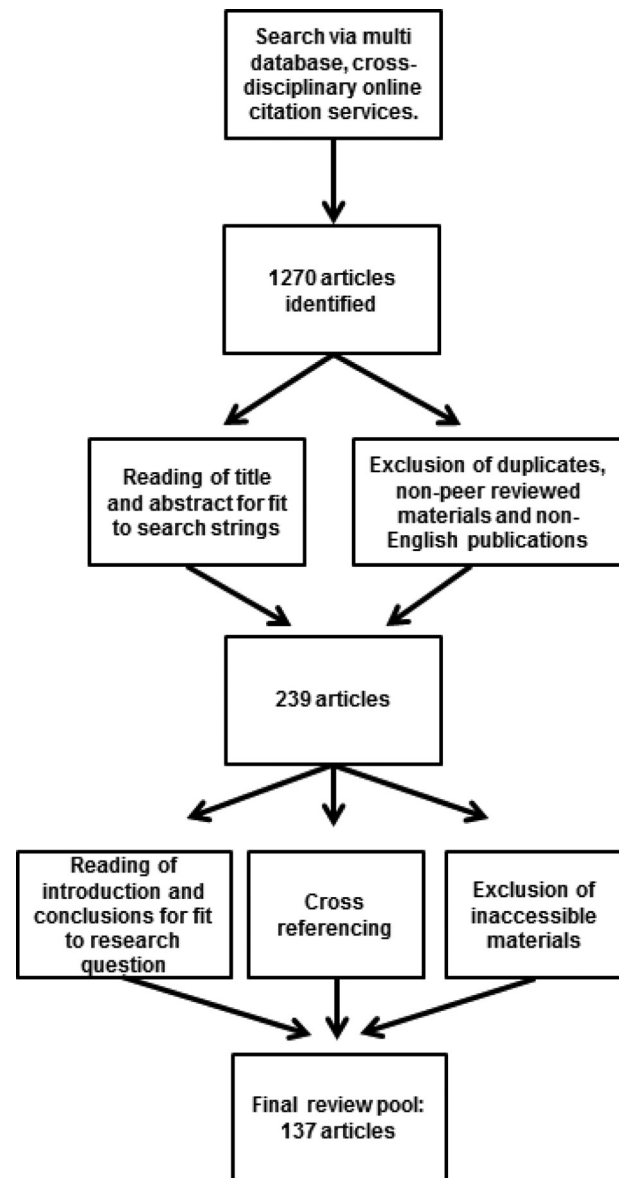 Search via multi
database, cross-
disciplinary online
citation services.
1270 articles
identified
Reading of title
and abstract for fit
to search strings
Exclusion of duplicates,
non-peer reviewed
materials and non-
English publications
239 articles
Reading of
introduction and
conclusions for fit
to research
question
Cross
referencing
Exclusion of
inaccessible
materials
Final review pool:
137 articles